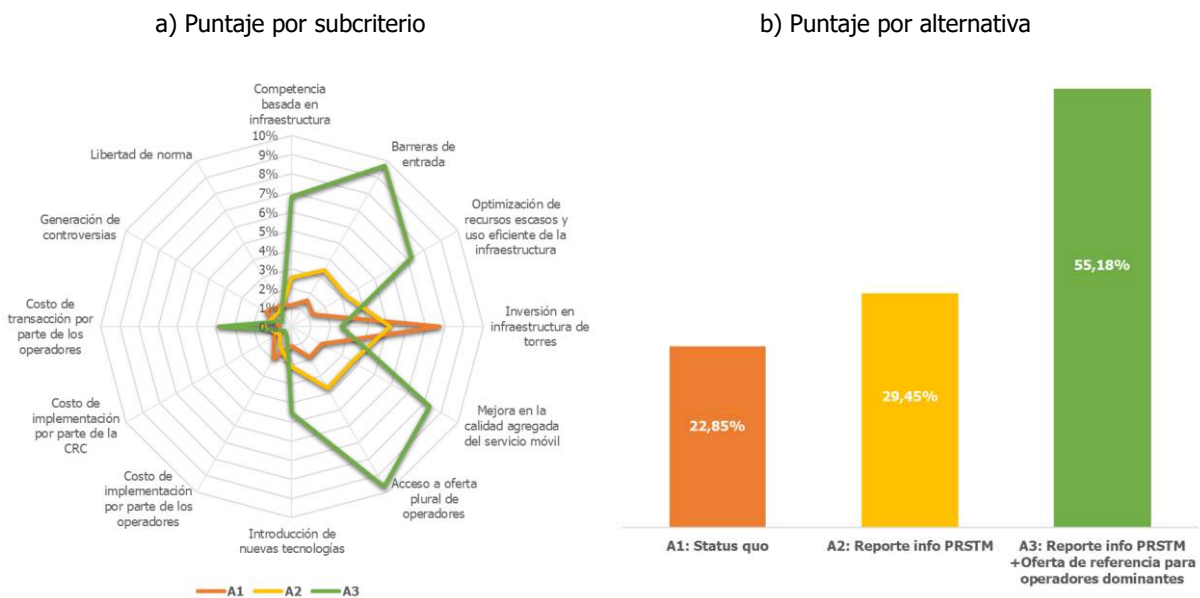 a) Puntaje por subcriterio
Competencia
basada en
infraestructura
Barreras de
entrada
Optimización de
recursos escasos y
uso eficiente de la
infraestructura
Inversión en
infraestructura de
torres
Mejora en la
calidad agregada
del servicio móvil
Acceso a oferta
plural de
operadores
Introducción de
nuevas tecnologías
Costo de
implementación
por parte de los
operadores
Costo de
implementación
por parte de la
CRC
Costo de
transacción por
parte de los
operadores
Generación de
controversias
Libertad de norma
10%
9%
8%
7%
6%
5%
4%
3%
2%
1%
0%
A1 A2 A3
b) Puntaje por alternativa
22,85%
29,45%
55,18%
A1: Status quo
A2: Reporte info PRSTM
A3: Reporte info PRSTM
+Oferta de referencia para
operadores dominantes